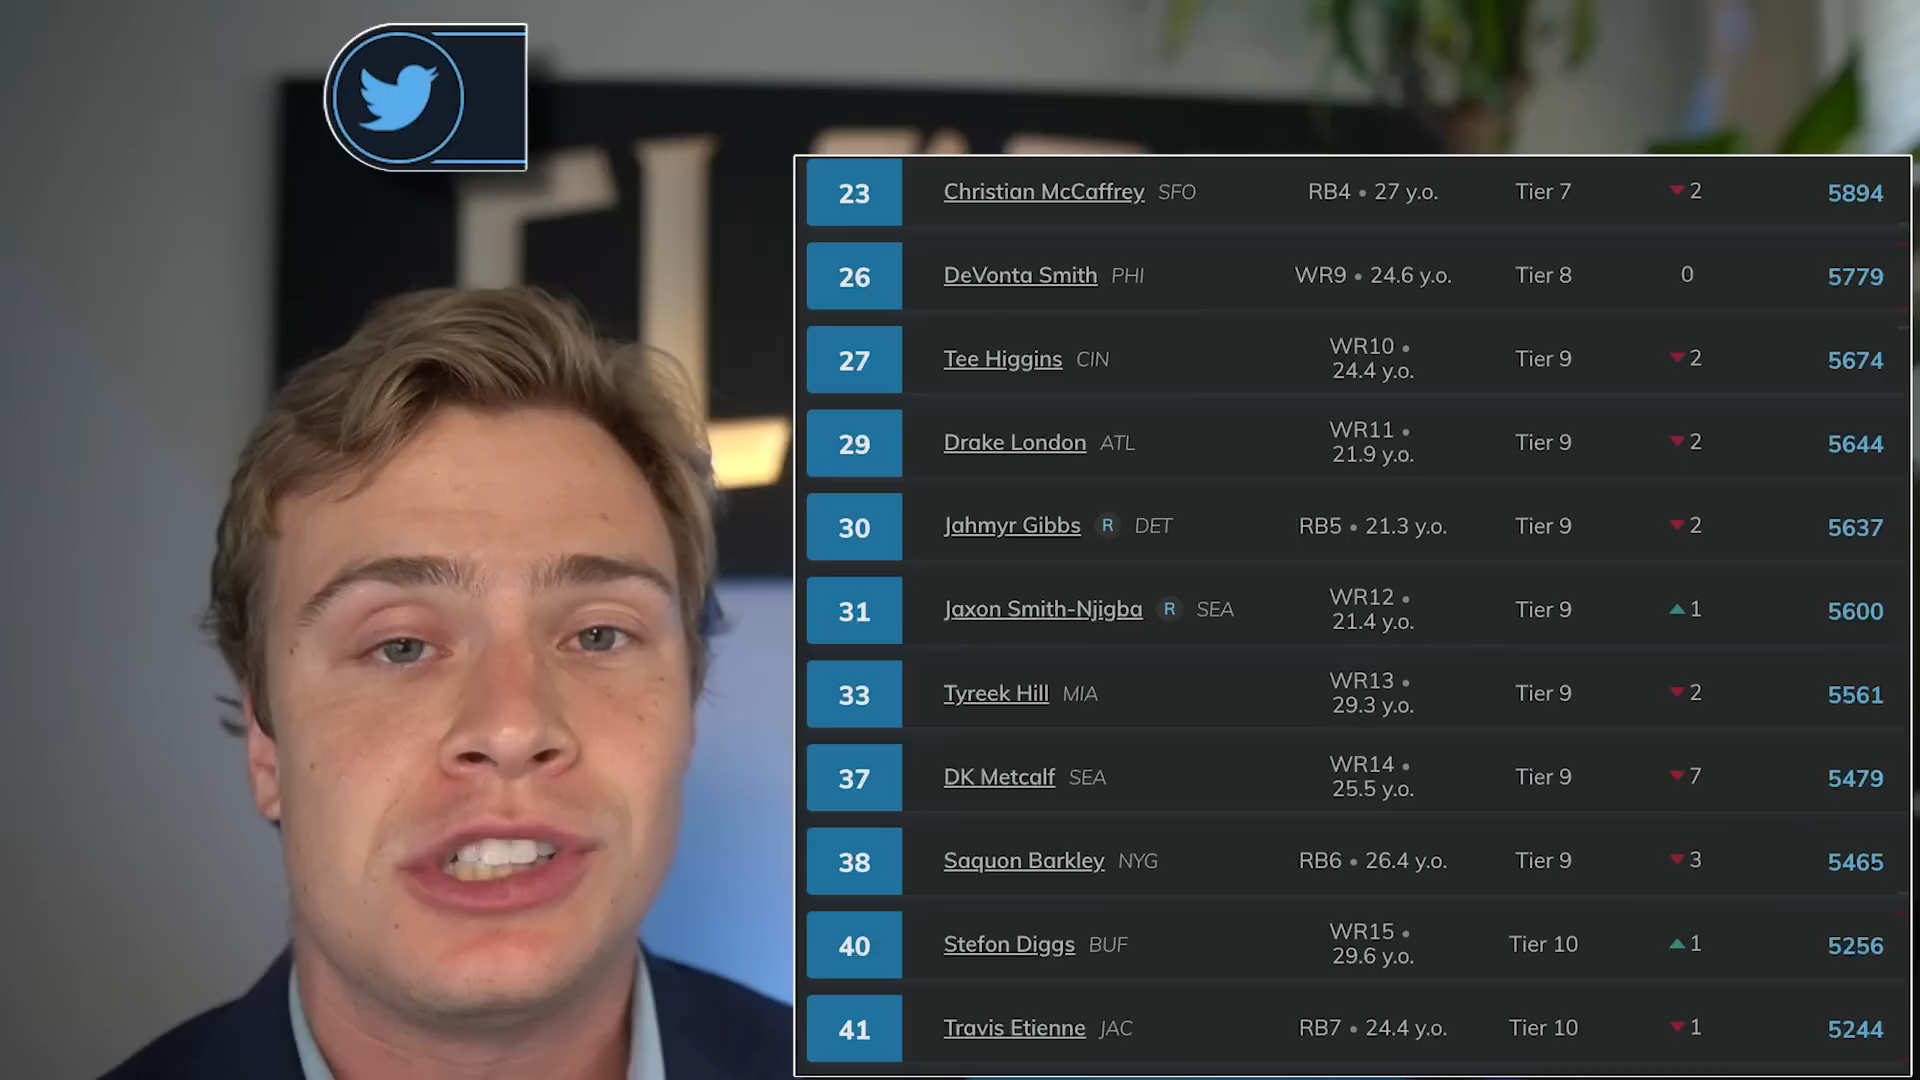 23 Christian McCaffrey SFO RB4 • 27 y.o. Tier 7 ▼ 2 5894
26 DeVonta Smith PHI WR9 • 24.6 y.o. Tier 8 0 5779
27 Tee Higgins CIN WR10 • 24.4 y.o. Tier 9 ▼ 2 5674
29 Drake London ATL WR11 • 21.9 y.o. Tier 9 ▼ 2 5644
30 Jahmyr Gibbs R DET RB5 • 21.3 y.o. Tier 9 ▼ 2 5637
31 Jaxon Smith-Njigba R SEA WR12 • 21.4 y.o. Tier 9 ▲ 1 5600
33 Tyreek Hill MIA WR13 • 29.3 y.o. Tier 9 ▼ 2 5561
37 DK Metcalf SEA WR14 • 25.5 y.o. Tier 9 ▼ 7 5479
38 Saquon Barkley NYG RB6 • 26.4 y.o. Tier 9 ▼ 3 5465
40 Stefon Diggs BUF WR15 • 29.6 y.o. Tier 10 ▲ 1 5256
41 Travis Etienne JAC RB7 • 24.4 y.o. Tier 10 ▼ 1 5244